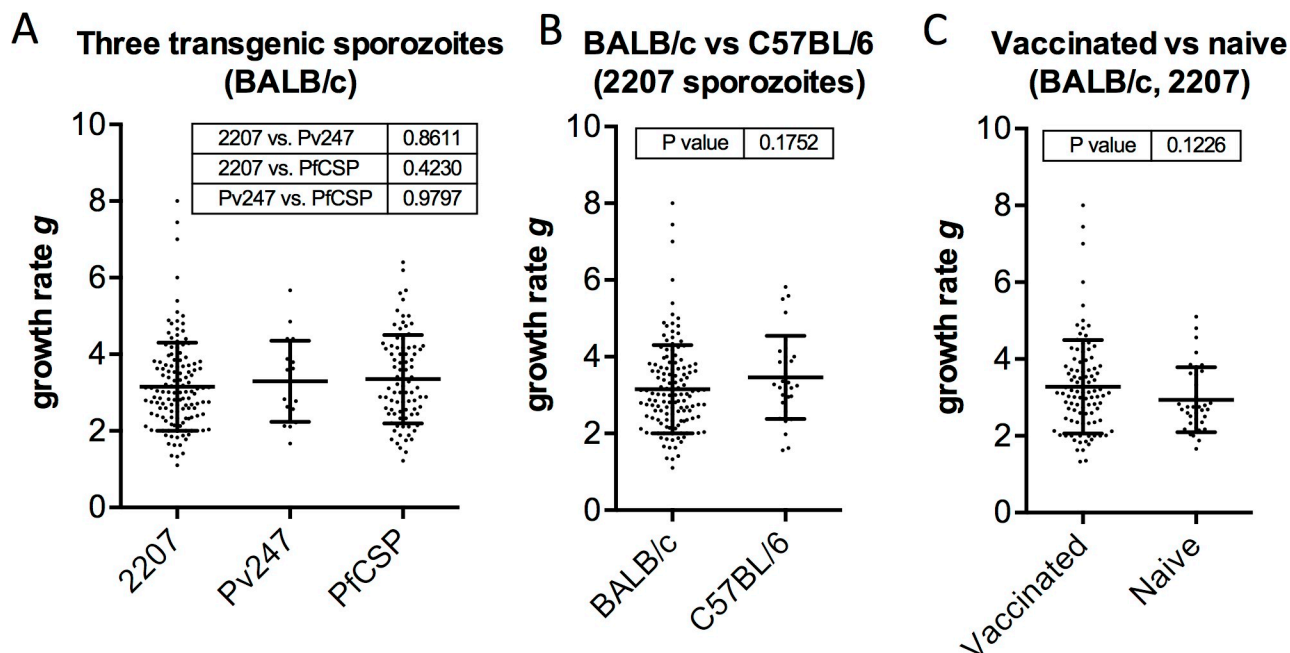 A
Three transgenic sporozoites
(BALB/c)
growth rate g
10
8
6
4
2
0
2207 vs. Pv247 0.8611
2207 vs. PfCSP 0.4230
Pv247 vs. PfCSP 0.9797
2207
Pv247
PfCSP
B
BALB/c vs C57BL/6
(2207 sporozoites)
growth rate g
10
8
6
4
2
0
P value 0.1752
BALB/c
C57BL/6
C
Vaccinated vs naive
(BALB/c, 2207)
growth rate g
10
8
6
4
2
0
P value 0.1226
Vaccinated
Naive